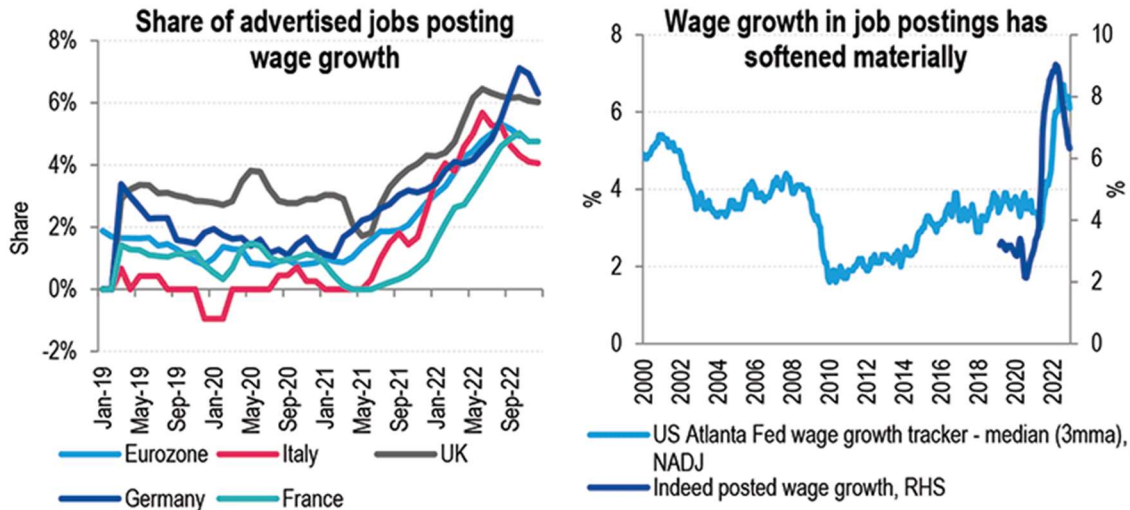 Share of advertised jobs posting
wage growth
8%
6%
4%
2%
0%
-2%
Share
Jan-19
May-19
Sep-19
Jan-20
May-20
Sep-20
Jan-21
May-21
Sep-21
Jan-22
May-22
Sep-22
Eurozone
Italy
UK
Germany
France
Wage growth in job postings has
softened materially
8
6
4
2
0
%
10
8
6
4
2
0
%
2000
2002
2004
2006
2008
2010
2012
2014
2016
2018
2020
2022
US Atlanta Fed wage growth tracker - median (3mma),
NADJ
Indeed posted wage growth, RHS